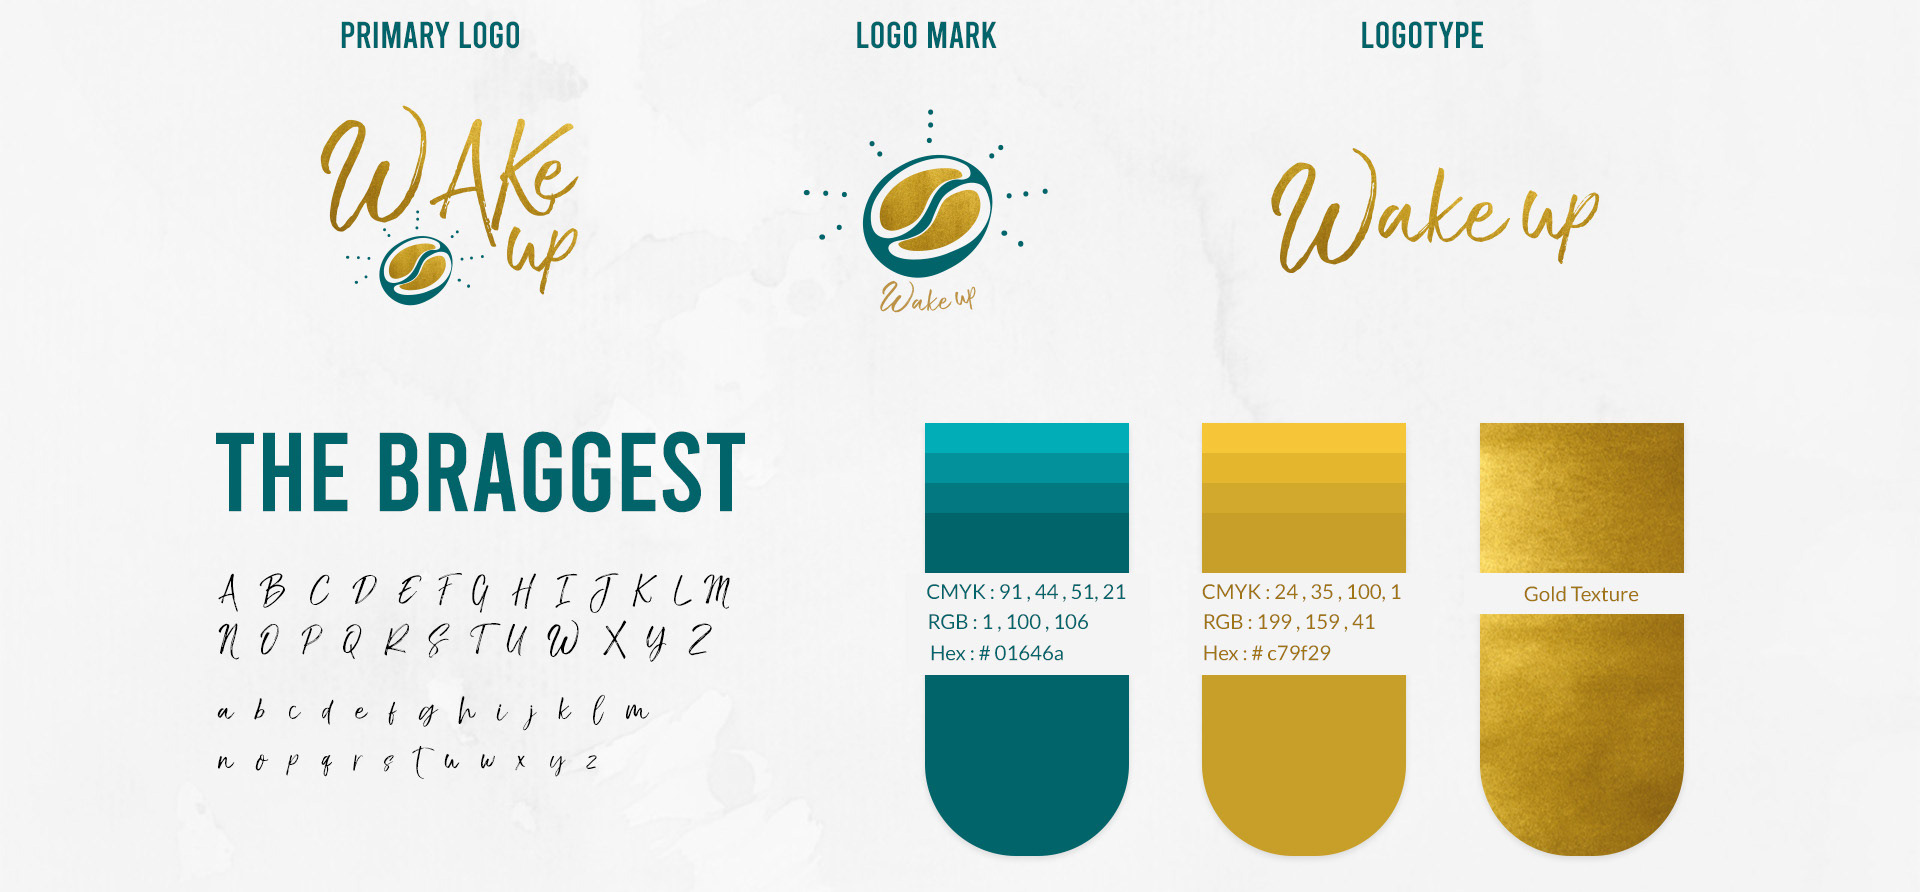 PRIMARY LOGO
LOGO MARK
LOGOTYPE
WAKe
up
Wake up
Wake up
THE BRAGGEST
A B C D E F G H I J K L M
N O P Q R S T U W X Y Z
a b c d e f g h i j k l m
n o p q r s t u w x y z
CMYK : 91 , 44 , 51, 21
RGB : 1 , 100 , 106
Hex : # 01646a
CMYK : 24 , 35 , 100, 1
RGB : 199 , 159 , 41
Hex : # c79f29
Gold Texture